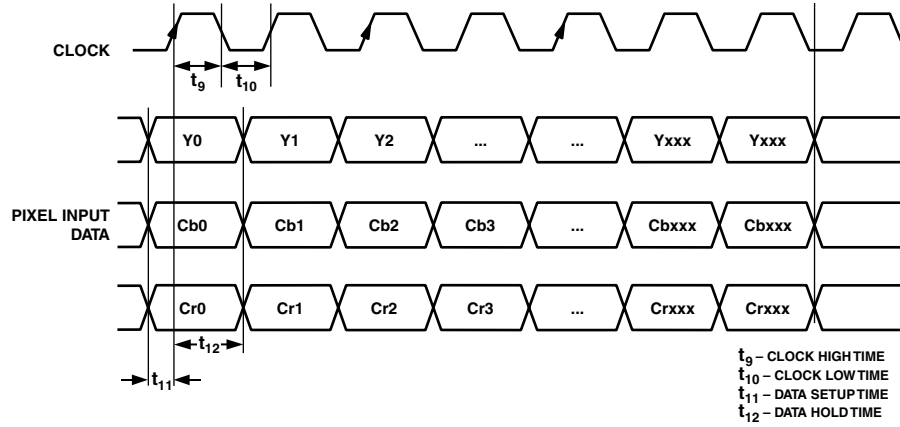 CLOCK
t9
t10
Y0 Y1 Y2 ... ... Yxxx Yxxx
PIXEL INPUT
DATA
Cb0 Cb1 Cb2 Cb3 ... Cbxxx Cbxxx
Cr0 Cr1 Cr2 Cr3 ... Crxxx Crxxx
t12
t11
t9 – CLOCK HIGH TIME
t10 – CLOCK LOW TIME
t11 – DATA SETUP TIME
t12 – DATA HOLD TIME